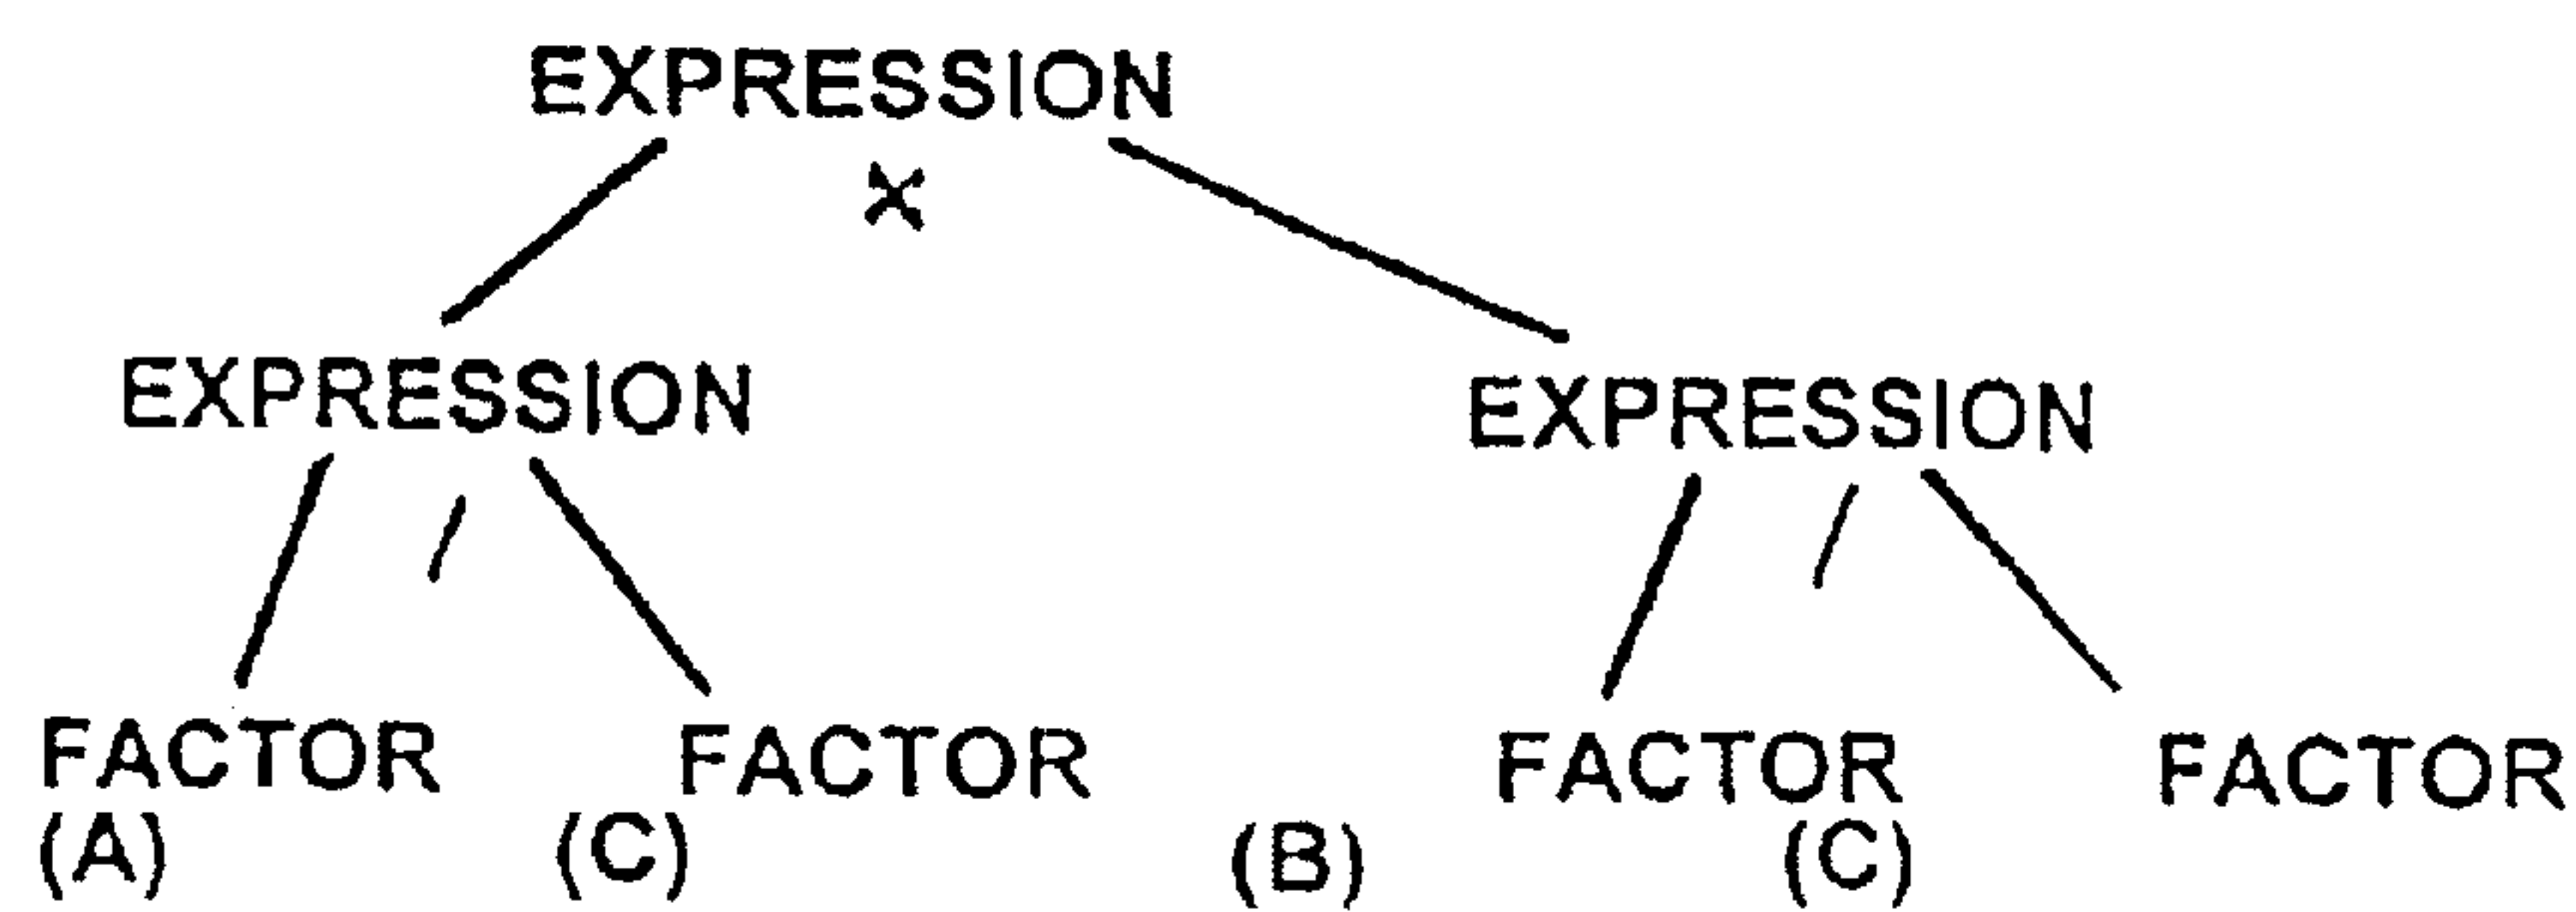 EXPRESSION
X
EXPRESSION EXPRESSION
/ /
FACTOR FACTOR FACTOR FACTOR
(A) (C) (B) (C)